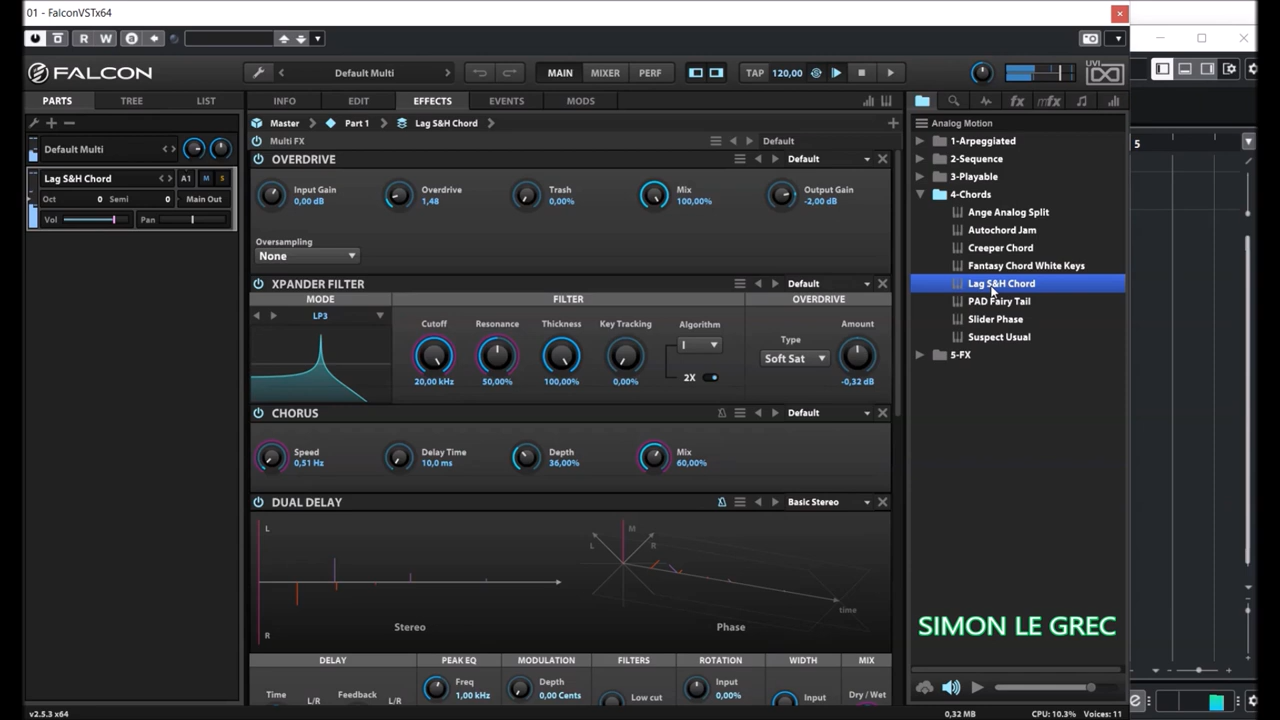 01 - FalconVSTx64
R W a
FALCON
Default Multi
MAIN MIXER PERF
TAP 120,00
UVI
PARTS TREE LIST
INFO EDIT EFFECTS EVENTS MODS
Default Multi
Lag S&H Chord A1 M S
Oct 0 Semi 0 Main Out
Vol Pan
Master Part 1 Lag S&H Chord
Multi FX Default
OVERDRIVE Default
Input Gain 0,00 dB
Overdrive 1,48
Trash 0,00%
Mix 100,00%
Output Gain -2,00 dB
Oversampling
None
XPANDER FILTER Default
MODE FILTER OVERDRIVE
LP3
Cutoff Resonance Thickness Key Tracking Algorithm Type Amount
I
Soft Sat
2X
20,00 kHz 50,00% 100,00% 0,00% -0,32 dB
CHORUS Default
Speed 0,51 Hz
Delay Time 10,0 ms
Depth 36,00%
Mix 60,00%
DUAL DELAY Basic Stereo
L
R
Stereo
M
L R
time
Phase
DELAY PEAK EQ MODULATION FILTERS ROTATION WIDTH MIX
Time L/R Feedback L/R
Freq 1,00 kHz
Depth 0,00 Cents
Low cut
Input 0,00%
Input
Dry / Wet
fx mfx
Analog Motion
1-Arpeggiated
2-Sequence
3-Playable
4-Chords
Ange Analog Split
Autochord Jam
Creeper Chord
Fantasy Chord White Keys
Lag S&H Chord
PAD Fairy Tail
Slider Phase
Suspect Usual
5-FX
5
SIMON LE GREC
v2.5.3 x64
0,32 MB CPU: 10.3% Voices: 11